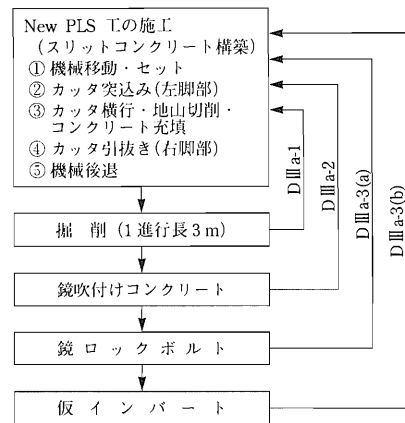 New PLS 工の施工
(スリットコンクリート構築)
① 機械移動・セット
② カッタ突込み(左脚部)
③ カッタ横行・地山切削・
コンクリート充填
④ カッタ引抜き(右脚部)
⑤ 機械後退
掘 削 (1進行長3m)
鏡吹付けコンクリート
鏡ロックボルト
仮インバート
DⅢa-1
DⅢa-2
DⅢa-3(a)
DⅢa-3(b)